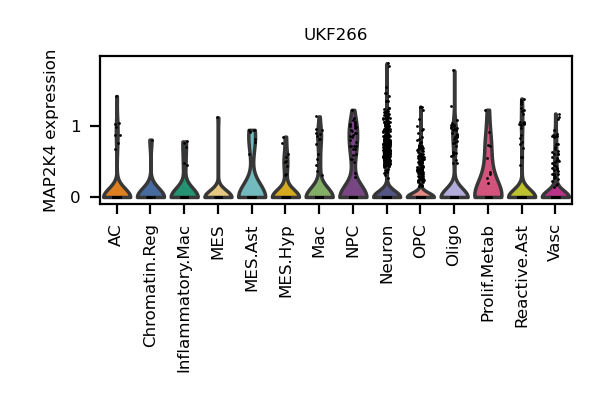 UKF266
MAP2K4 expression
1
0
AC
Chromatin.Reg
Inflammatory.Mac
MES
MES.Ast
MES.Hyp
Mac
NPC
Neuron
OPC
Oligo
Prolif.Metab
Reactive.Ast
Vasc